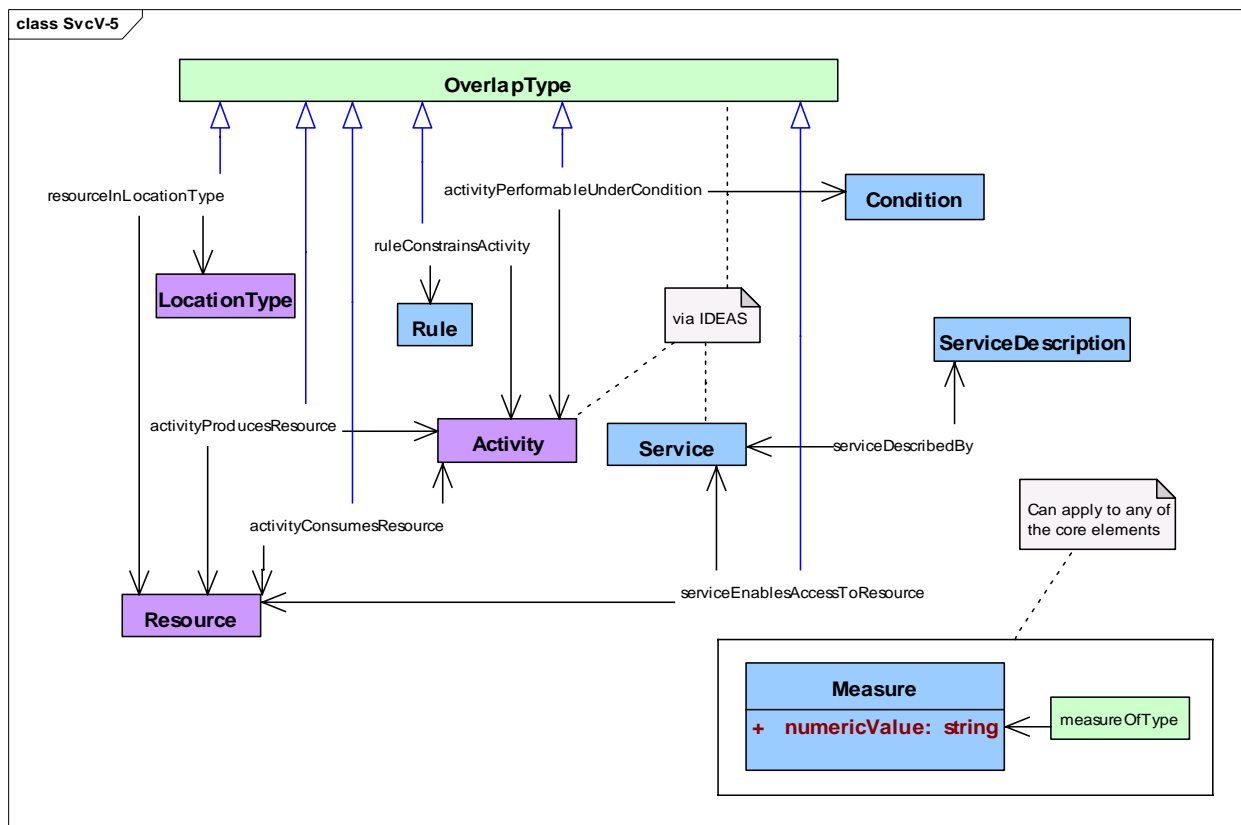 class SvcV-5
OverlapType
resourceInLocationType
activityPerformableUnderCondition
Condition
ruleConstrainsActivity
LocationType
Rule
via IDEAS
ServiceDescription
activityProducesResource
Activity
Service
serviceDescribedBy
activityConsumesResource
Can apply to any of
the core elements
serviceEnablesAccessToResource
Resource
Measure
+ numericValue: string
measureOfType